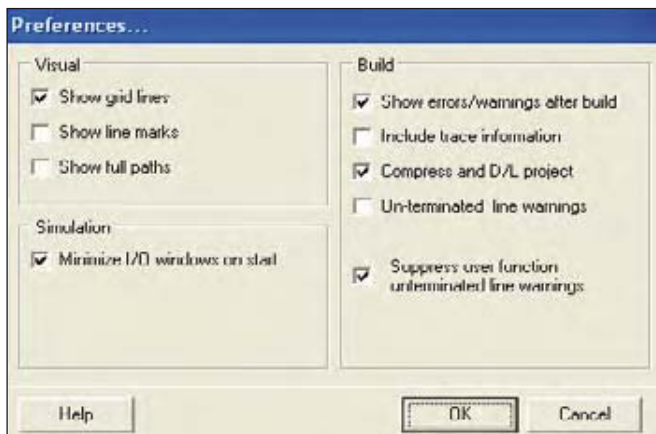 Preferences...
Visual
Show grid lines
Show line marks
Show full paths
Simulation
Minimize I/O windows on start
Build
Show errors/warnings after build
Include trace information
Compress and D/L project
Un-terminated line warnings
Suppress user function
unterminated line warnings
Help
OK
Cancel